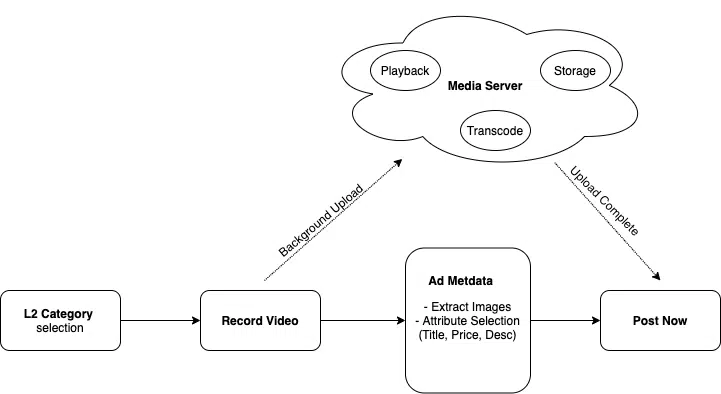 Playback
Storage
Media Server
Transcode
Background Upload
Upload Complete
L2 Category
selection
Record Video
Ad Metdata
- Extract Images
- Attribute Selection
(Title, Price, Desc)
Post Now